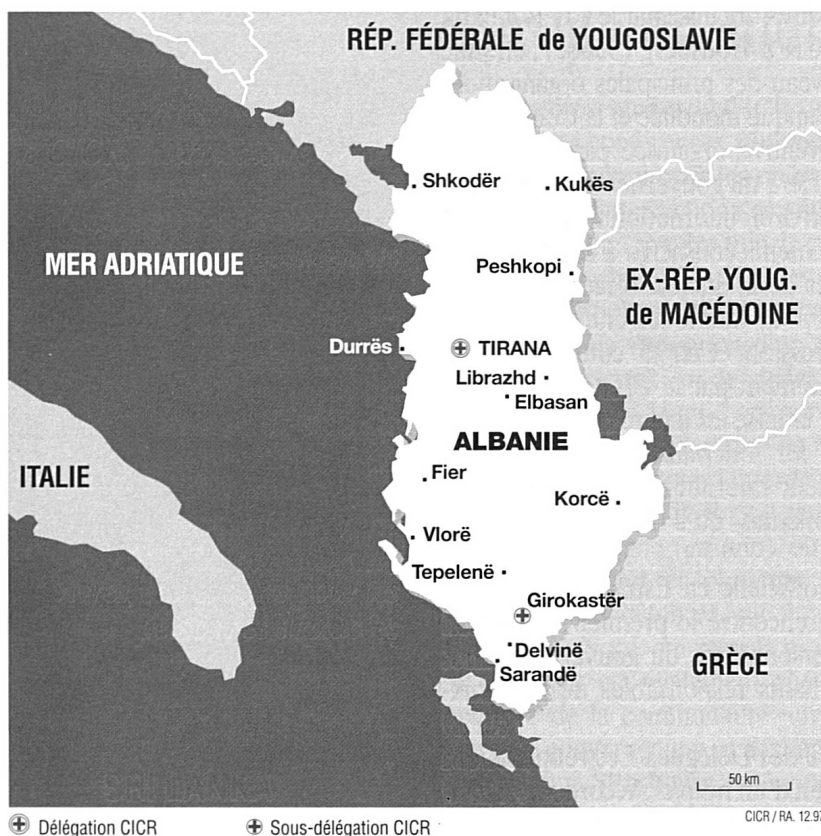 RÉP. FÉDÉRALE de YOUGOSLAVIE
Shkodër
Kukës
MER ADRIATIQUE
Peshkopi
EX-RÉP. YOUG.
de MACÉDOINE
Durrës
TIRANA
Librazhd
Elbasan
ALBANIE
ITALIE
Fier
Korcë
Vlorë
Tepelenë
Girokastër
Delvinë
GRÈCE
Sarandë
50 km
CICR / RA. 12.97
Délégation CICR
Sous-délégation CICR